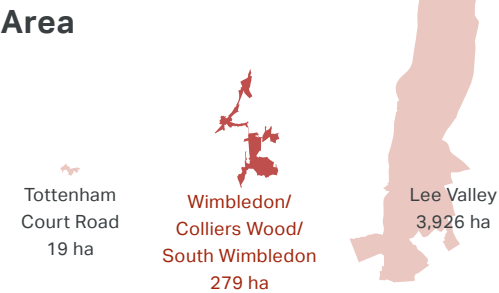 Area
Tottenham
Court Road
19 ha
Wimbledon/
Colliers Wood/
South Wimbledon
279 ha
Lee Valley
3,926 ha